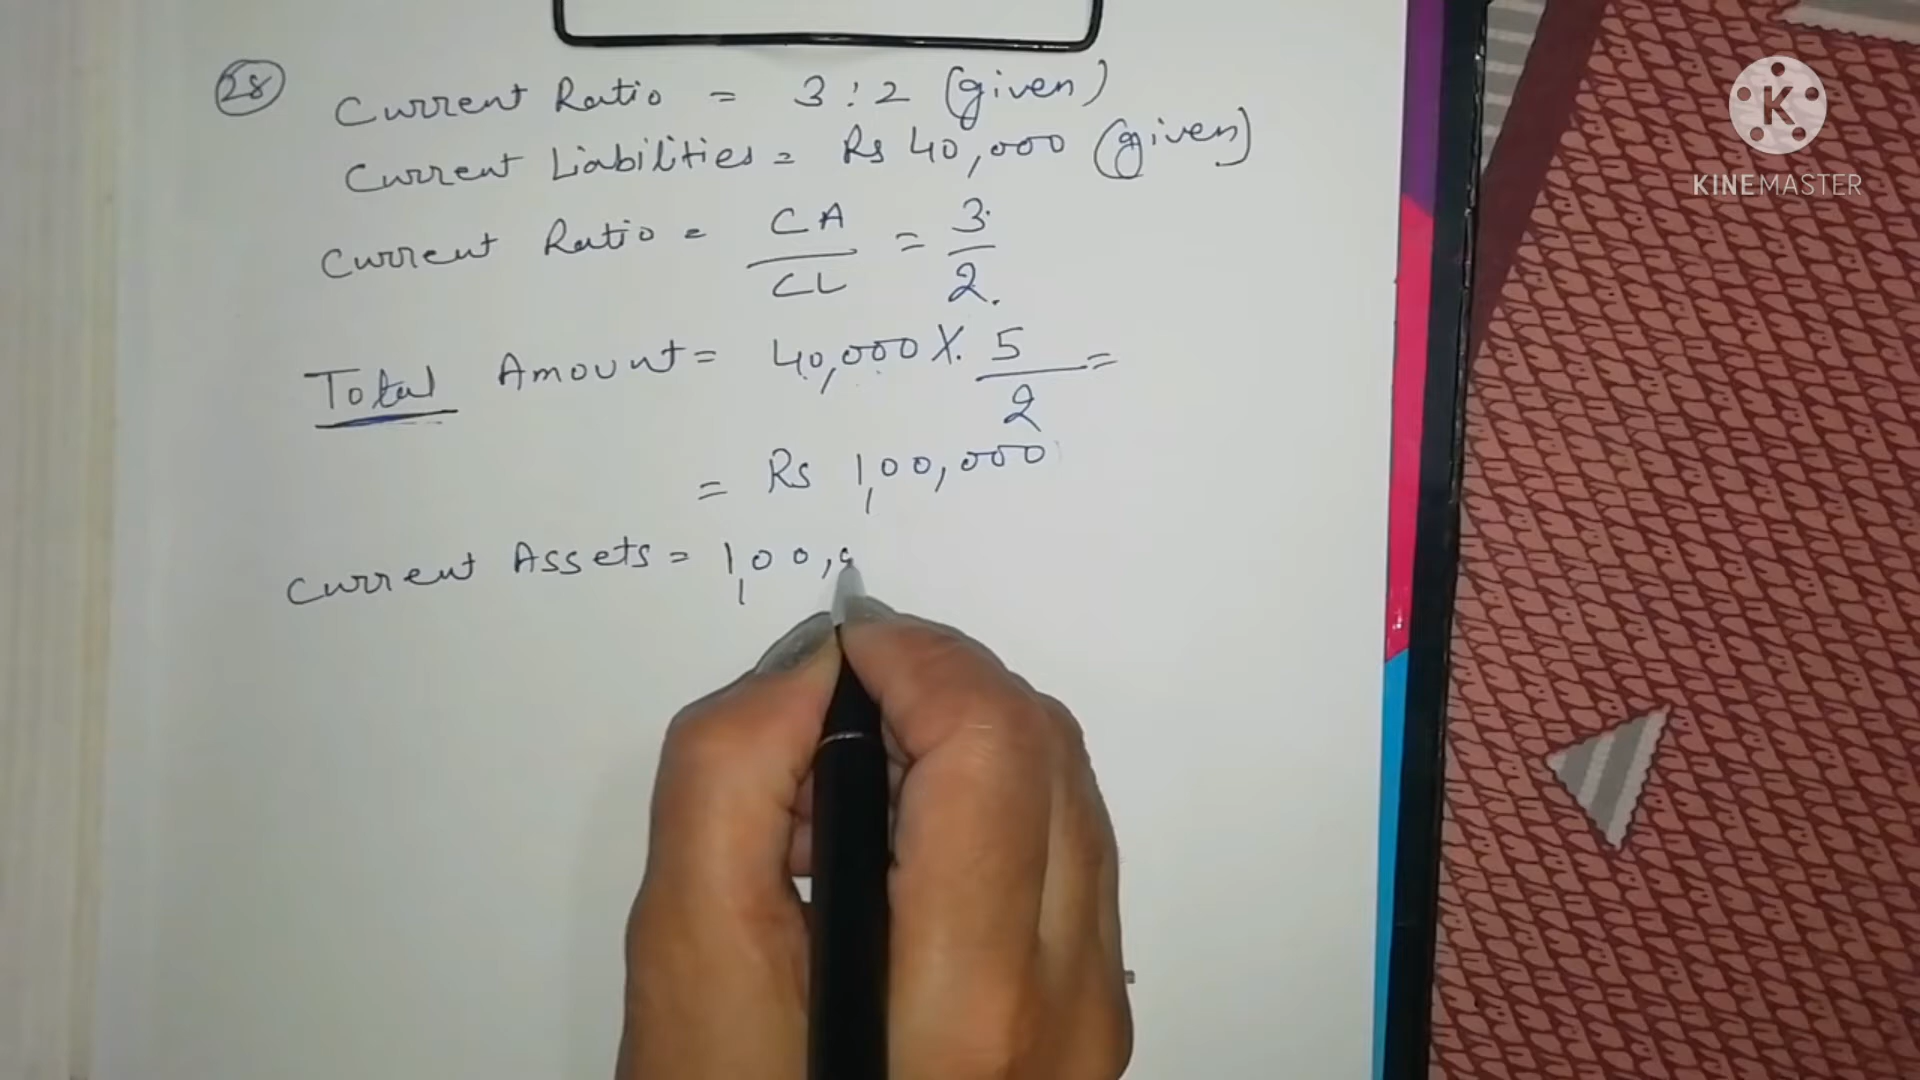 28 Current Ratio = 3:2 (given)
Current Liabilities = Rs 40,000 (given)
Current Ratio = CA/CL = 3/2
Total Amount = 40,000 X 5/2 =
= Rs 1,00,000
Current Assets = 1,00,0
K
KINEMASTER